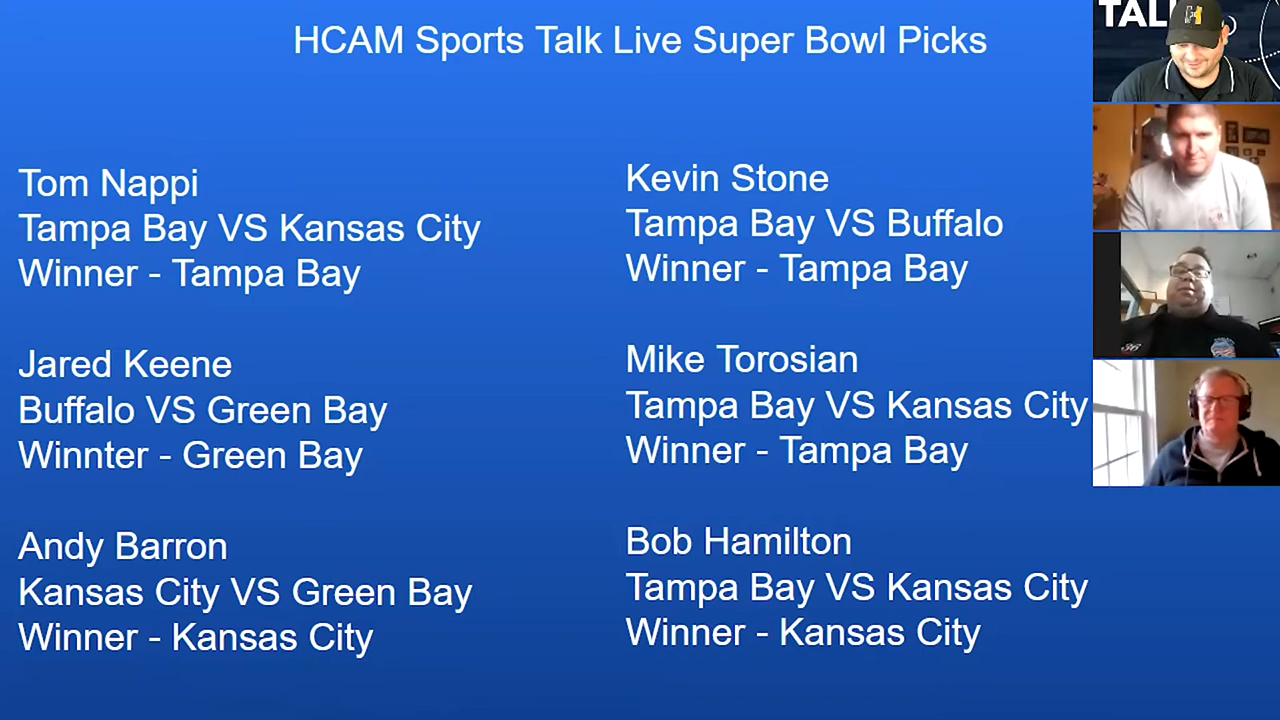 HCAM Sports Talk Live Super Bowl Picks
Tom Nappi
Tampa Bay VS Kansas City
Winner - Tampa Bay
Jared Keene
Buffalo VS Green Bay
Winnter - Green Bay
Andy Barron
Kansas City VS Green Bay
Winner - Kansas City
Kevin Stone
Tampa Bay VS Buffalo
Winner - Tampa Bay
Mike Torosian
Tampa Bay VS Kansas City
Winner - Tampa Bay
Bob Hamilton
Tampa Bay VS Kansas City
Winner - Kansas City
TAL
H
36